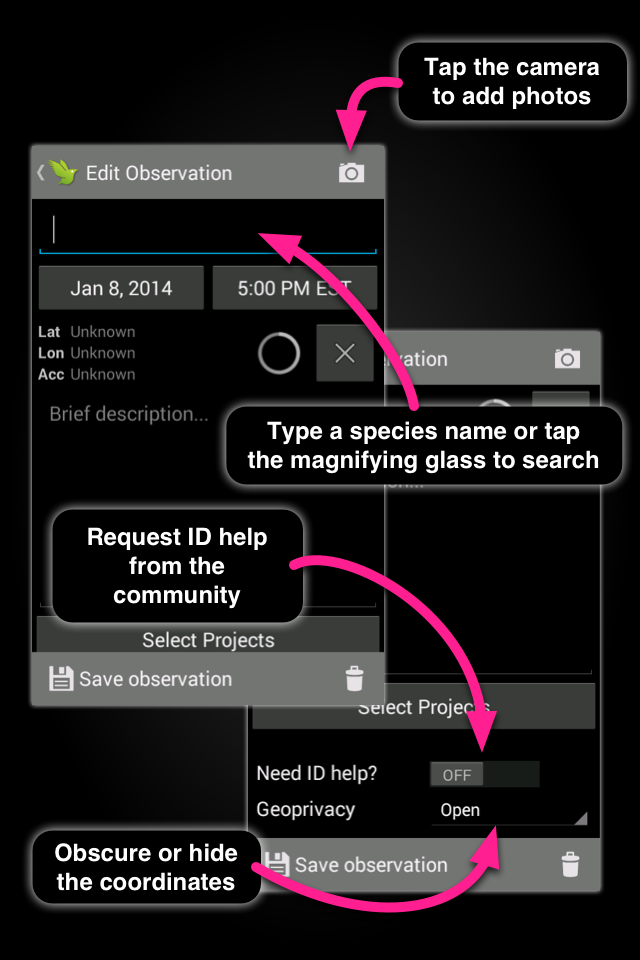 Tap the camera
to add photos
Edit Observation
Jan 8, 2014
5:00 PM EST
Lat Unknown
Lon Unknown
Acc Unknown
Brief description...
Type a species name or tap
the magnifying glass to search
Request ID help
from the
community
Select Projects
Save observation
Select Projects
Need ID help?
OFF
Geoprivacy
Open
Obscure or hide
the coordinates
Save observation